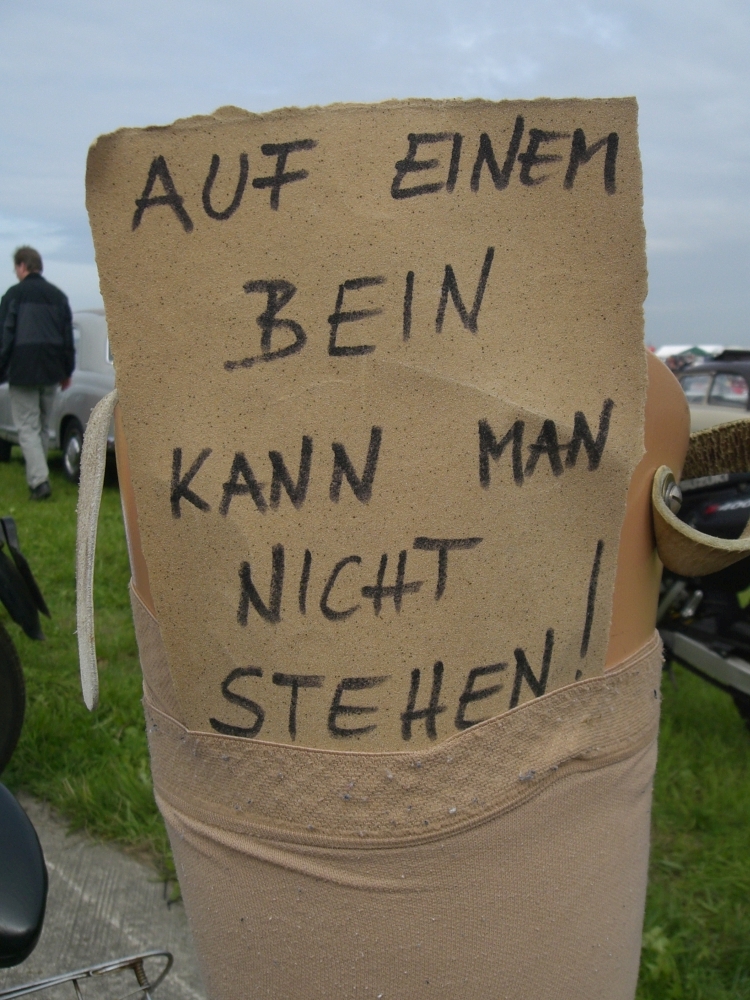 AUF EINEM
BEIN
KANN MAN
NICHT
STEHEN!